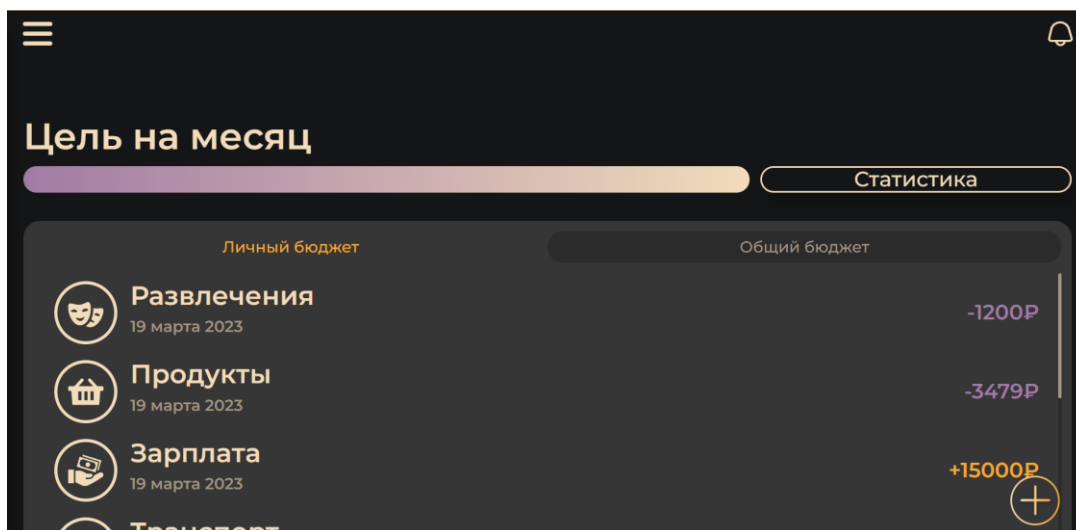 Цель на месяц
Статистика
Личный бюджет
Общий бюджет
Развлечения
19 марта 2023
-1200₽
Продукты
19 марта 2023
-3479₽
Зарплата
19 марта 2023
+15000₽
Транспорт